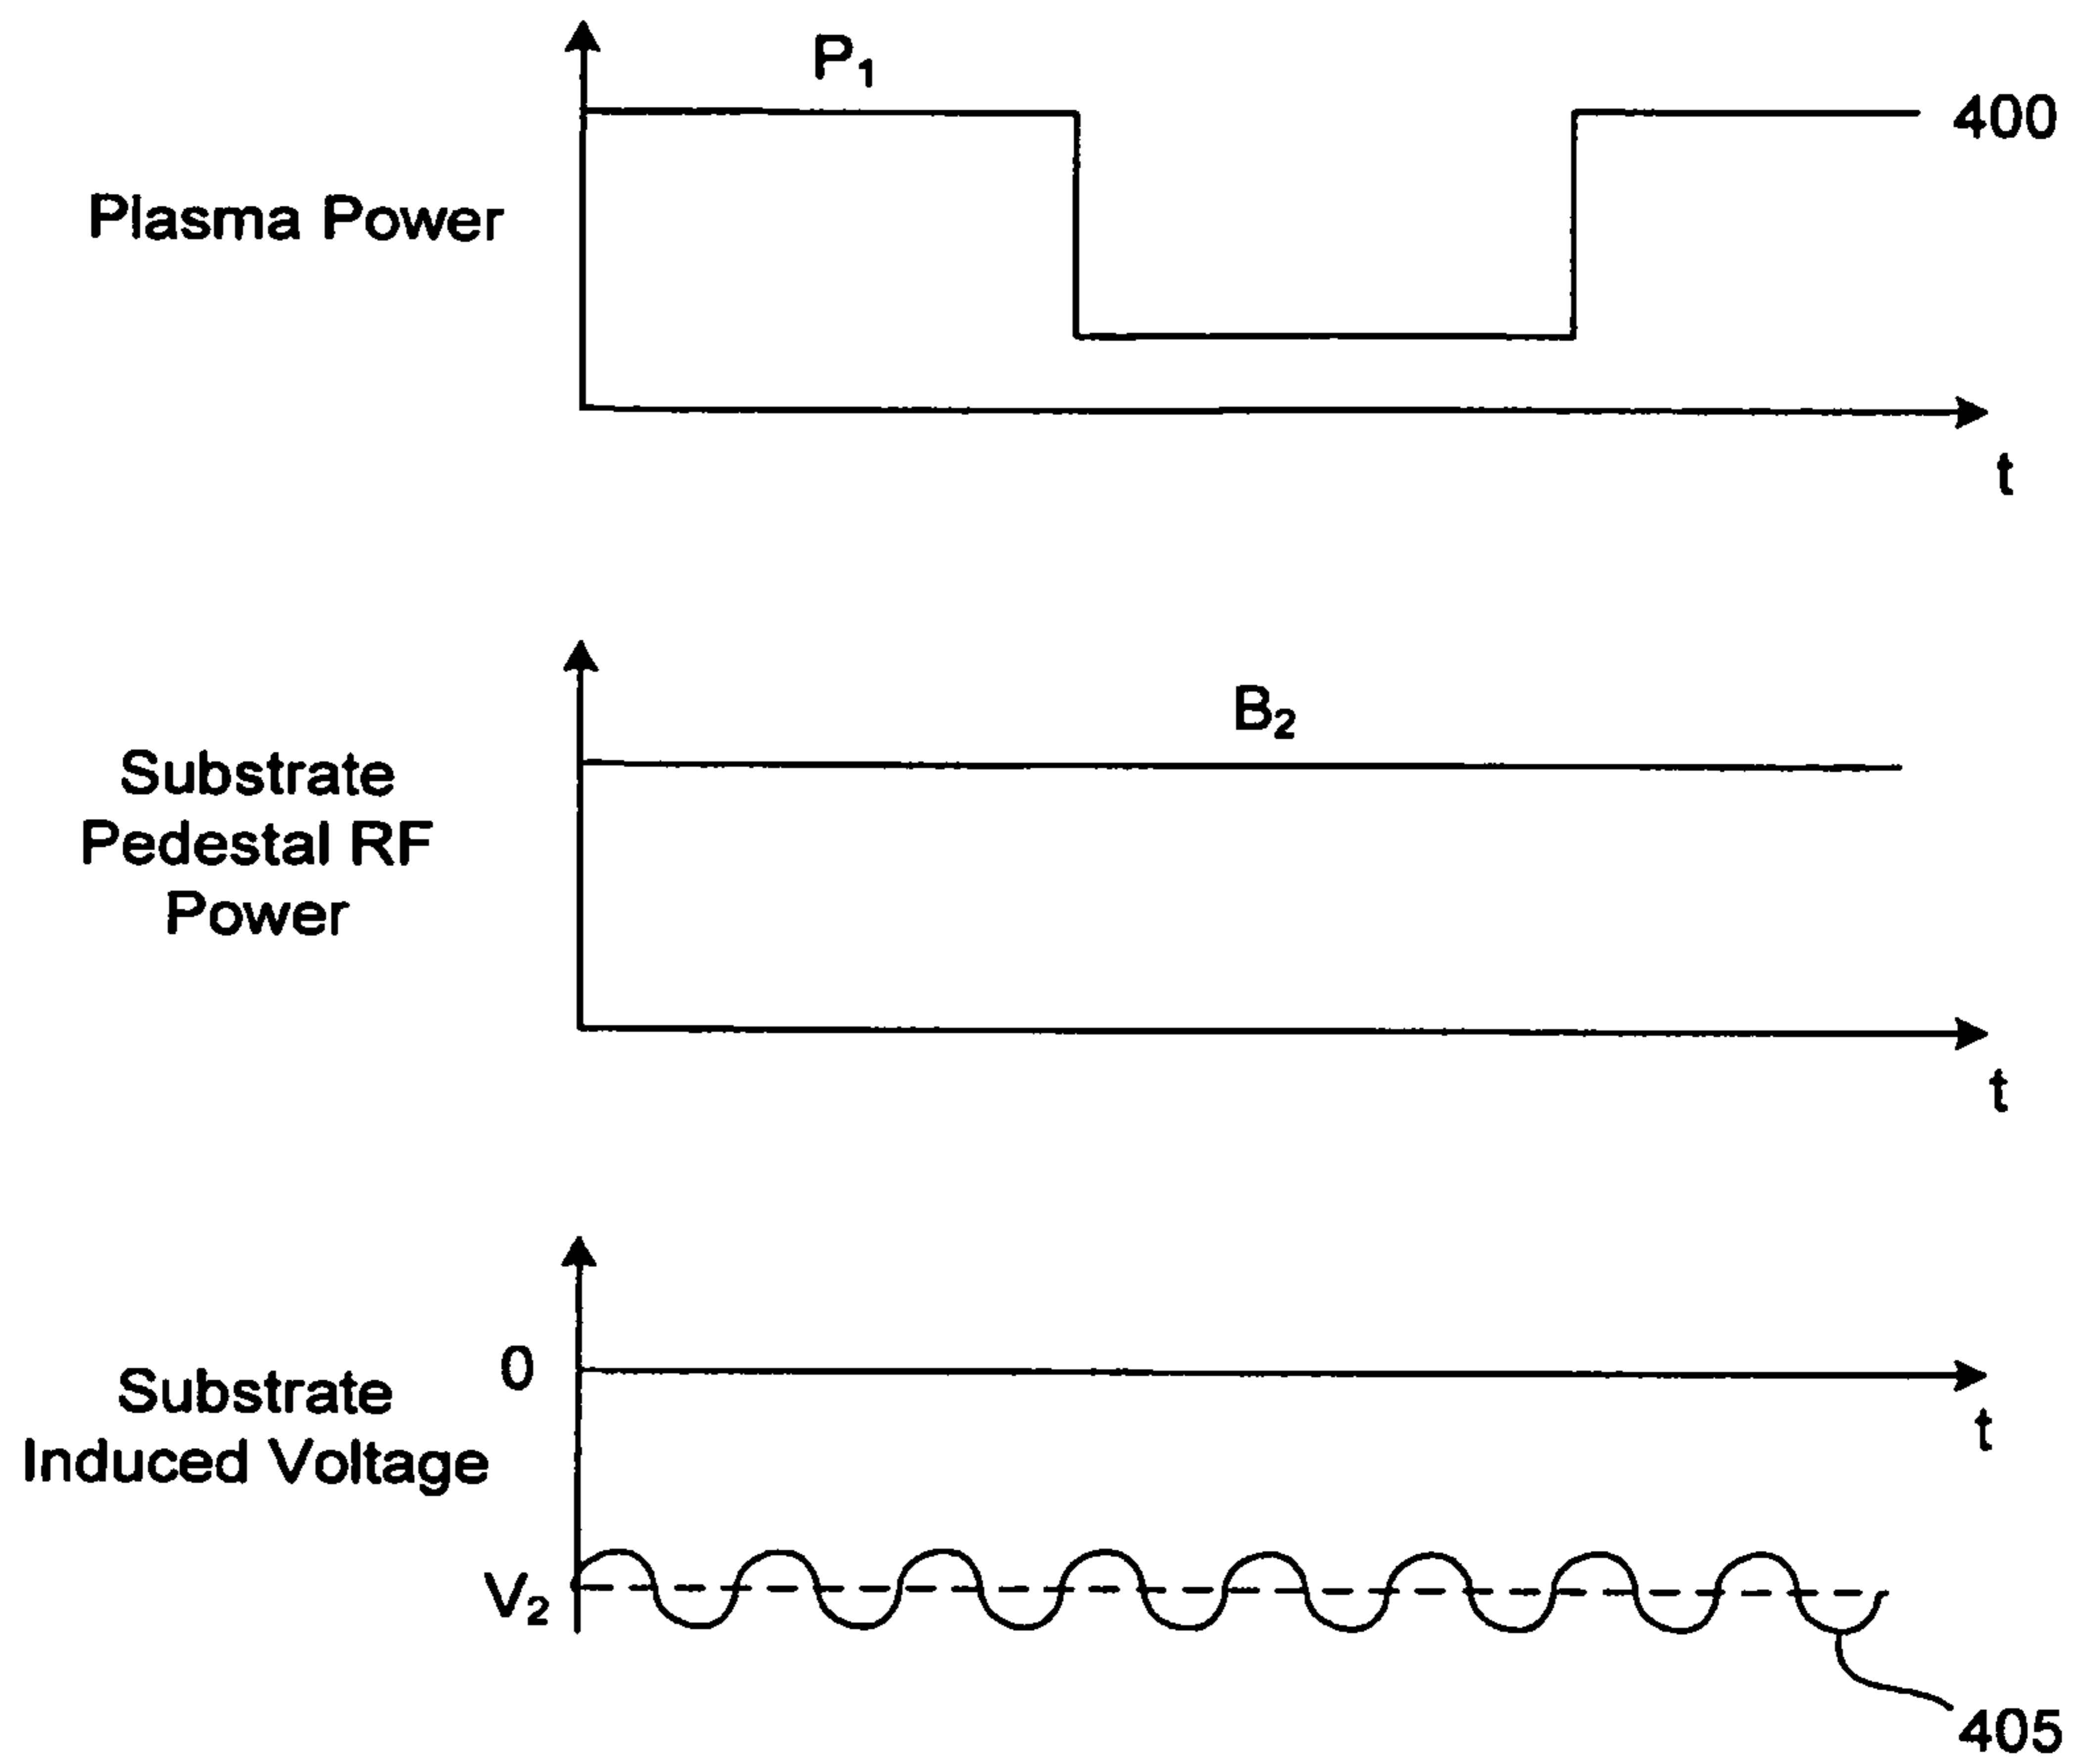 P₁
400
Plasma Power
t
B₂
Substrate
Pedestal RF
Power
t
0
Substrate
Induced Voltage
t
V₂
405